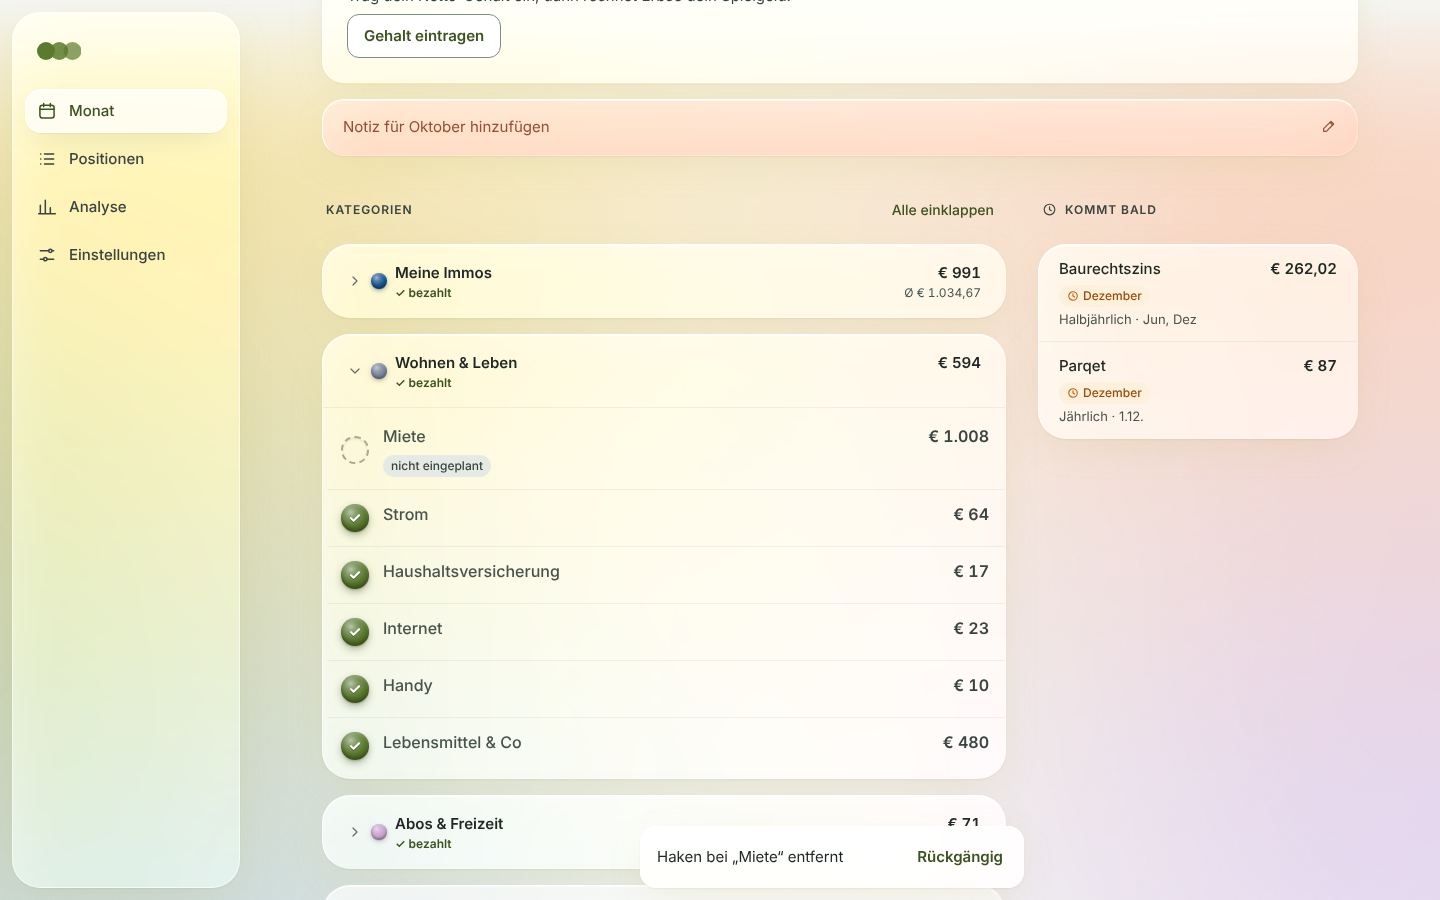 Monat
Positionen
Analyse
Einstellungen
Gehalt eintragen
Notiz für Oktober hinzufügen
KATEGORIEN
Alle einklappen
Meine Immos € 991
✓ bezahlt Ø € 1.034,67
Wohnen & Leben € 594
✓ bezahlt
Miete € 1.008
nicht eingeplant
Strom € 64
Haushaltsversicherung € 17
Internet € 23
Handy € 10
Lebensmittel & Co € 480
Abos & Freizeit € 71
✓ bezahlt
KOMMT BALD
Baurechtszins € 262,02
Dezember
Halbjährlich · Jun, Dez
Parqet € 87
Dezember
Jährlich · 1.12.
Haken bei „Miete“ entfernt Rückgängig